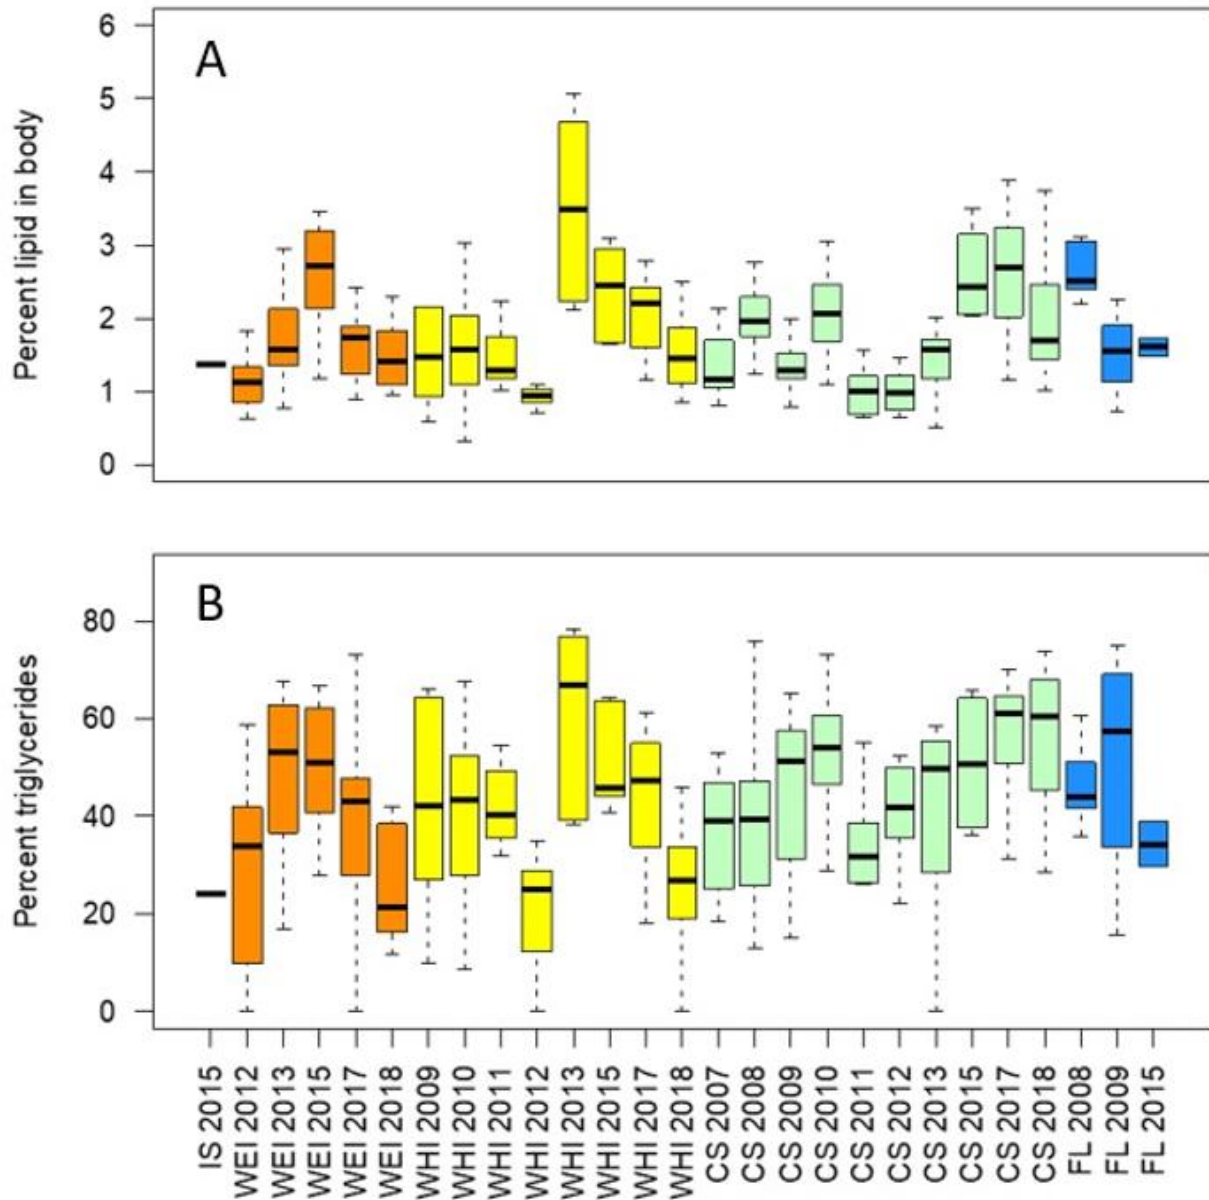 A
Percent lipid in body
6
5
4
3
2
1
0
B
Percent triglycerides
80
60
40
20
0
IS 2015
WEI 2012
WEI 2013
WEI 2015
WEI 2017
WEI 2018
WHI 2009
WHI 2010
WHI 2011
WHI 2012
WHI 2013
WHI 2015
WHI 2017
WHI 2018
CS 2007
CS 2008
CS 2009
CS 2010
CS 2011
CS 2012
CS 2013
CS 2015
CS 2017
CS 2018
FL 2008
FL 2009
FL 2015